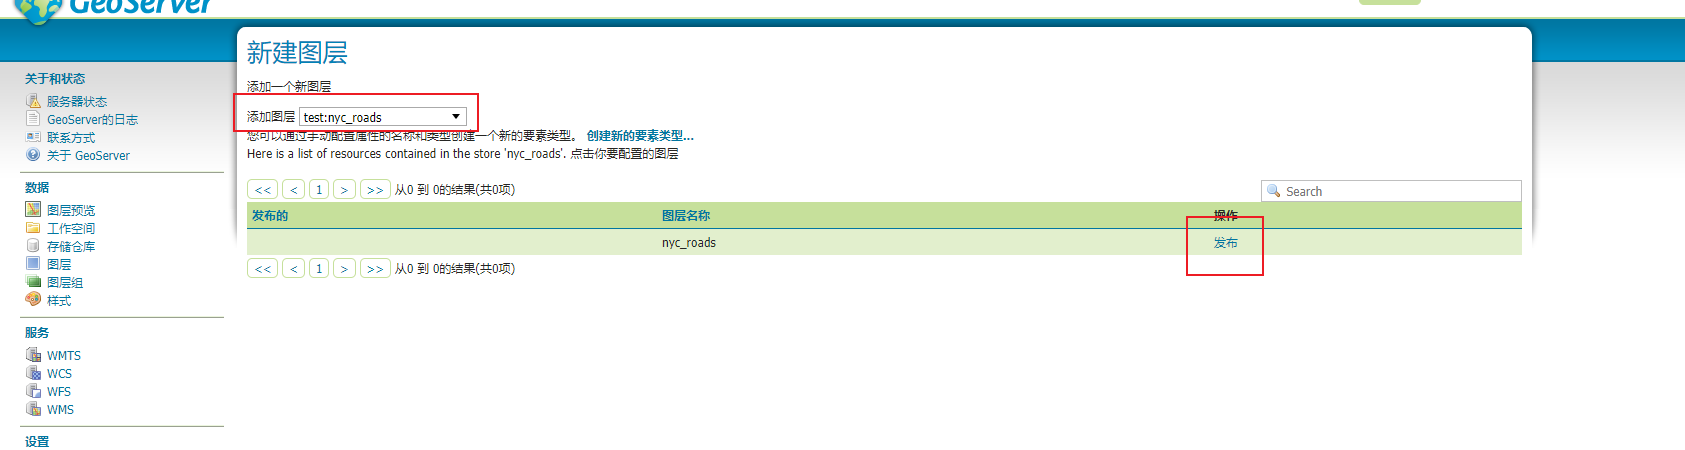 GeoServer
新建图层
添加一个新图层
添加图层 test:nyc_roads
您可以通过手动配置属性的名称和类型创建一个新的要素类型。 创建新的要素类型...
Here is a list of resources contained in the store 'nyc_roads'. 点击你要配置的图层
<< < 1 > >> 从0 到 0的结果(共0项)
Search
发布的 图层名称 操作
nyc_roads 发布
<< < 1 > >> 从0 到 0的结果(共0项)
关于和状态
服务器状态
GeoServer的日志
联系方式
关于 GeoServer
数据
图层预览
工作空间
存储仓库
图层
图层组
样式
服务
WMTS
WCS
WFS
WMS
设置